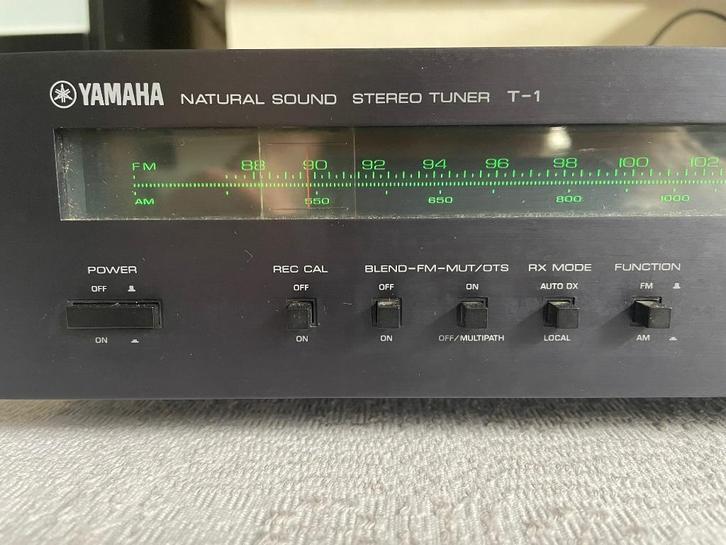 YAMAHA NATURAL SOUND STEREO TUNER T-1
FM 88 90 92 94 96 98 100 102
AM 550 650 800 1000
POWER REC CAL BLEND-FM-MUT/OTS RX MODE FUNCTION
OFF OFF OFF ON AUTO DX FM
ON ON ON OFF/MULTIPATH LOCAL AM